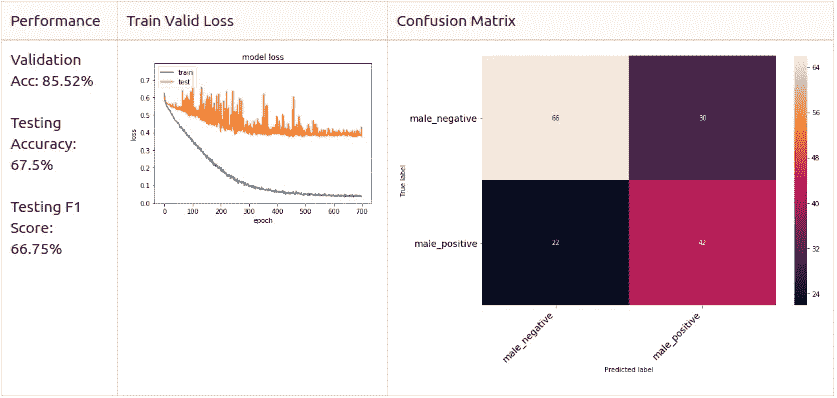 Performance
Train Valid Loss
Confusion Matrix
Validation
Acc: 85.52%
Testing
Accuracy:
67.5%
Testing F1
Score:
66.75%
model loss
train
test
0.7
0.6
0.5
0.4
0.3
0.2
0.1
0.0
loss
0 100 200 300 400 500 600 700
epoch
male_negative
male_positive
True label
66 30
22 42
male_negative
male_positive
Predicted label
64
56
48
40
32
24